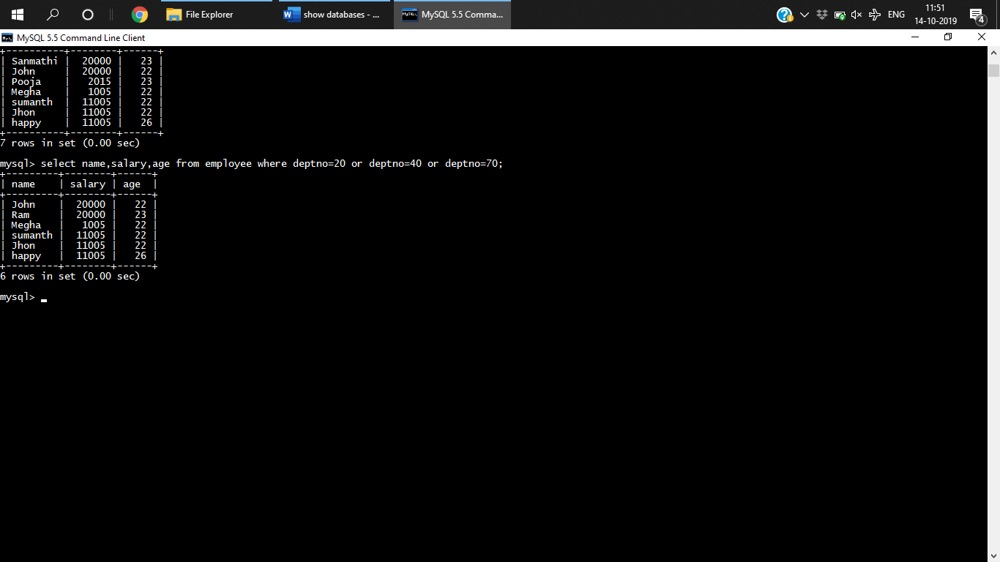 File Explorer
show databases - ...
MySQL 5.5 Comma...
ENG
11:51
14-10-2019
4
MySQL 5.5 Command Line Client
+----------+--------+------+
| Sanmathi |  20000 |   23 |
| John     |  20000 |   22 |
| Pooja    |   2015 |   23 |
| Megha    |   1005 |   22 |
| sumanth  |  11005 |   22 |
| Jhon     |  11005 |   22 |
| happy    |  11005 |   26 |
+----------+--------+------+
7 rows in set (0.00 sec)
mysql> select name,salary,age from employee where deptno=20 or deptno=40 or deptno=70;
+---------+--------+------+
| name    | salary | age  |
+---------+--------+------+
| John    |  20000 |   22 |
| Ram     |  20000 |   23 |
| Megha   |   1005 |   22 |
| sumanth |  11005 |   22 |
| Jhon    |  11005 |   22 |
| happy   |  11005 |   26 |
+---------+--------+------+
6 rows in set (0.00 sec)
mysql> _